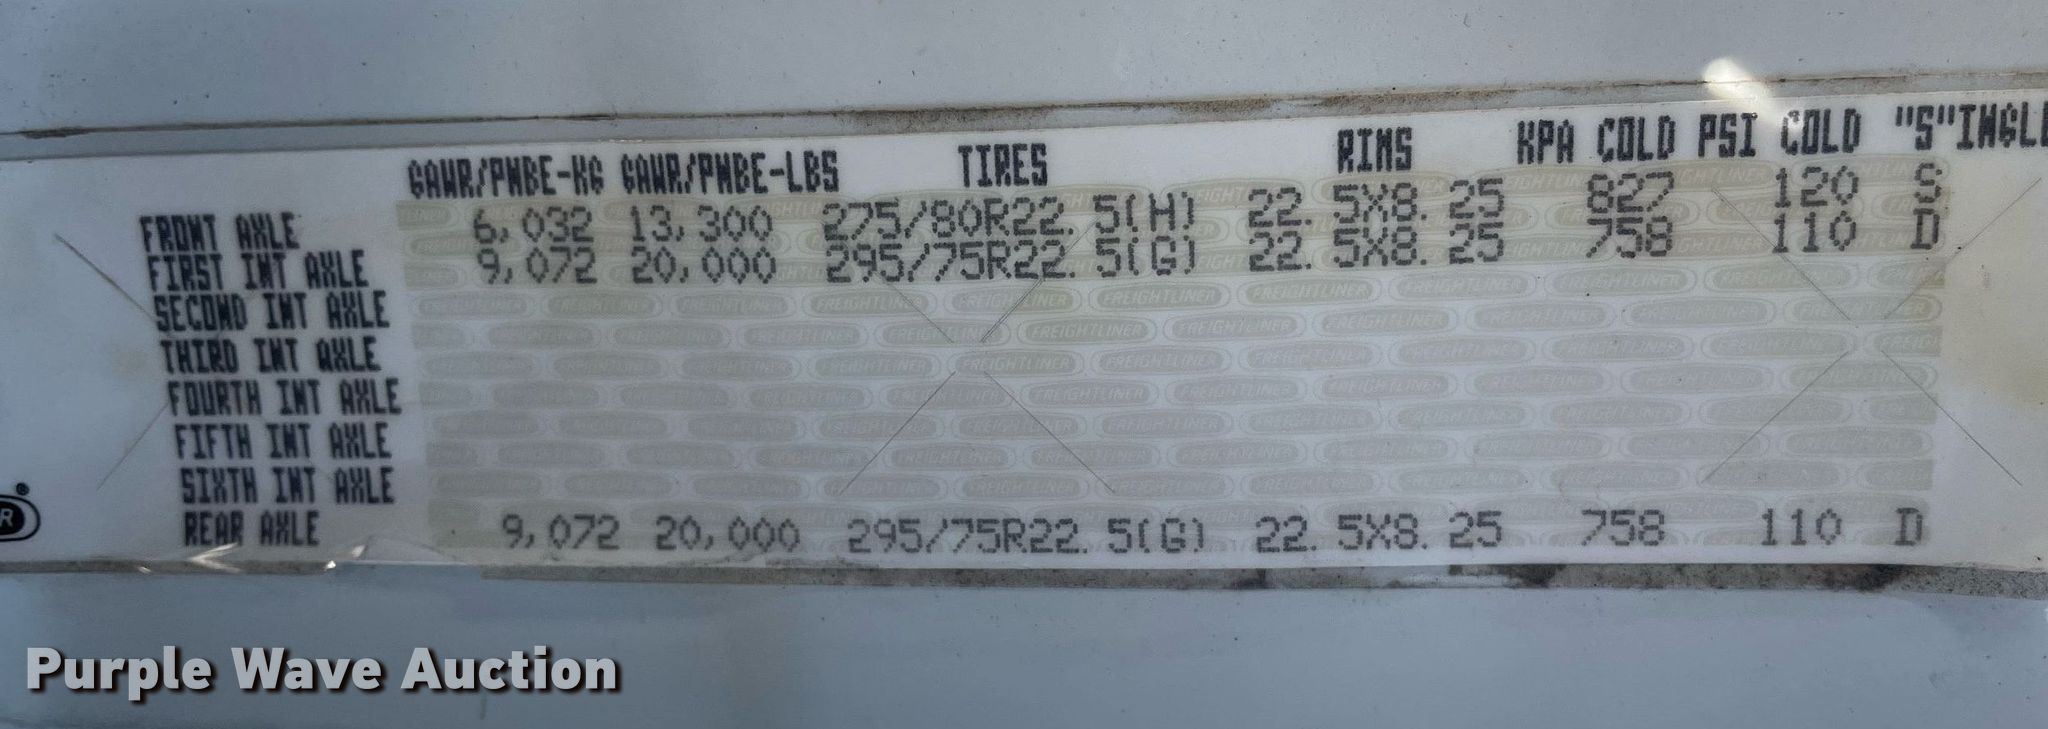 GAWR/PNBE-KG GAWR/PNBE-LBS TIRES RIMS KPA COLD PSI COLD "S"INGLE
FRONT AXLE 6,032 13,300 275/80R22.5(H) 22.5X8.25 827 120 S
FIRST INT AXLE 9,072 20,000 295/75R22.5(G) 22.5X8.25 758 110 D
SECOND INT AXLE
THIRD INT AXLE
FOURTH INT AXLE
FIFTH INT AXLE
SIXTH INT AXLE
REAR AXLE 9,072 20,000 295/75R22.5(G) 22.5X8.25 758 110 D
R®
FREIGHTLINER
Purple Wave Auction